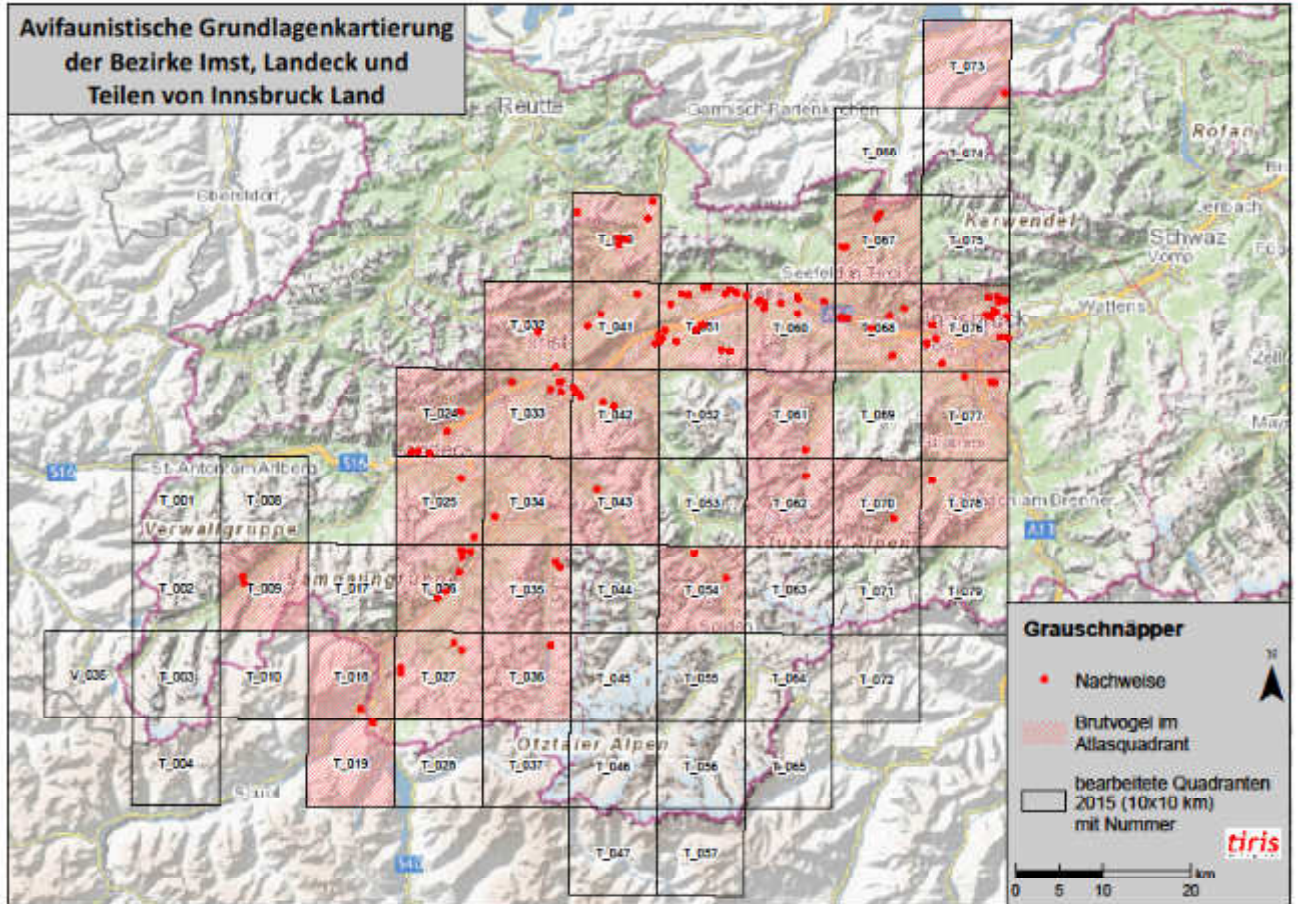 Avifaunistische Grundlagenkartierung
der Bezirke Imst, Landeck und
Teilen von Innsbruck Land
T_073
Reutte
Garmisch Partenkirchen
Rofan
T_074
Oberstdorf
Karwendel
T_067
T_075
Schwaz
Vomp
Seefeld in Tirol
Wattens
T_032
T_041
T_060
T_068
T_076
T_024
T_033
T_042
T_052
T_061
T_069
T_077
S16
St. Anton am Arlberg
S16
T_001
T_008
T_025
T_034
T_043
T_053
T_062
T_070
T_078
Verwallgruppe
A13
T_002
T_009
T_017
T_035
T_044
T_054
T_063
T_071
T_079
T_003
T_010
T_018
T_027
T_036
T_045
T_055
T_064
T_072
Ötztaler Alpen
T_004
T_019
T_028
T_037
T_046
T_056
T_065
T_047
T_057
Grauschnäpper
N
Nachweise
Brutvogel im
Atlasquadrant
bearbeitete Quadranten
2015 (10x10 km)
mit Nummer
tiris
km
0 5 10 20